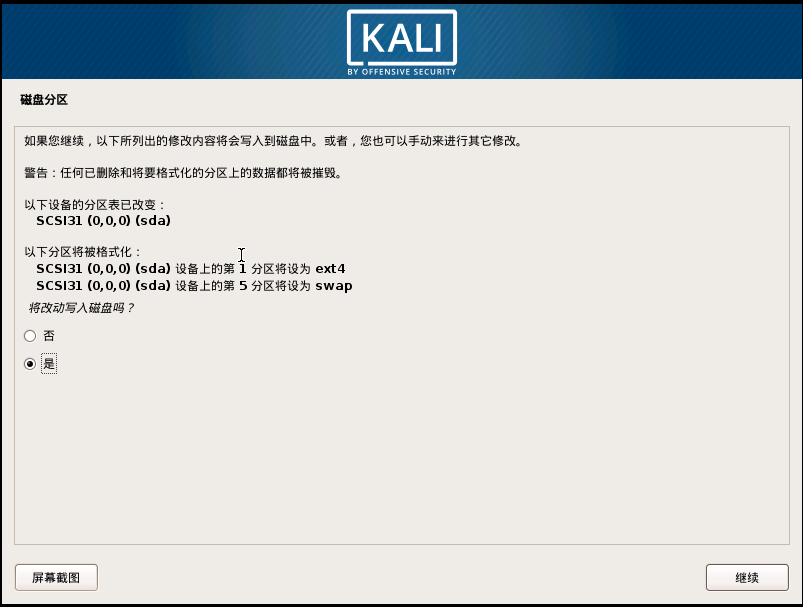 KALI
BY OFFENSIVE SECURITY
磁盘分区
如果您继续，以下所列出的修改内容将会写入到磁盘中。或者，您也可以手动来进行其它修改。
警告：任何已删除和将要格式化的分区上的数据都将被摧毁。
以下设备的分区表已改变：
SCSI31 (0,0,0) (sda)
以下分区将被格式化：
SCSI31 (0,0,0) (sda) 设备上的第 1 分区将设为 ext4
SCSI31 (0,0,0) (sda) 设备上的第 5 分区将设为 swap
将改动写入磁盘吗？
否
是
屏幕截图
继续